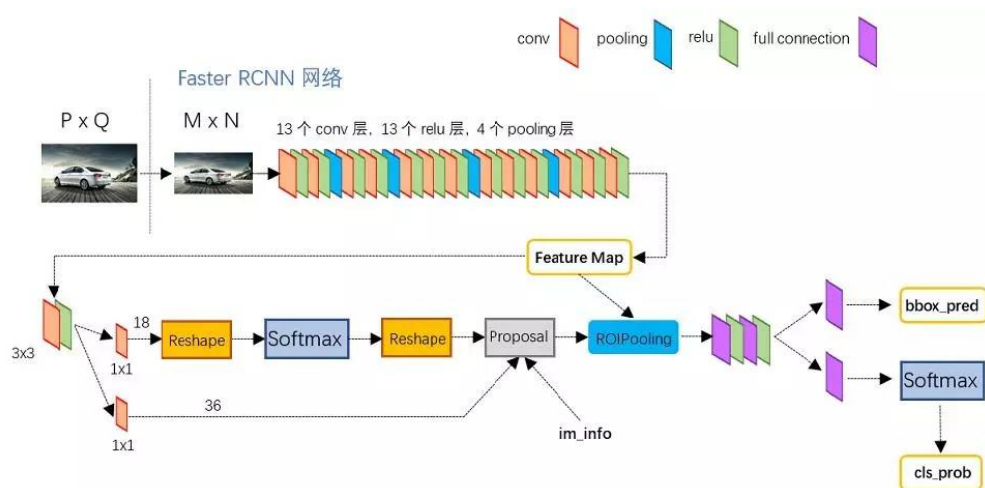 conv pooling relu full connection
Faster RCNN 网络
P x Q
M x N
13 个 conv 层, 13 个 relu 层, 4 个 pooling 层
Feature Map
3x3
18
1x1
Reshape
Softmax
Reshape
Proposal
ROIPooling
bbox_pred
Softmax
36
1x1
im_info
cls_prob